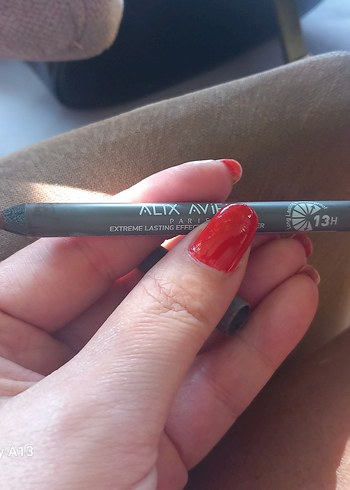 ALIX AVIE
PARIS
EXTREME LASTING EFFEC
13H
y A13